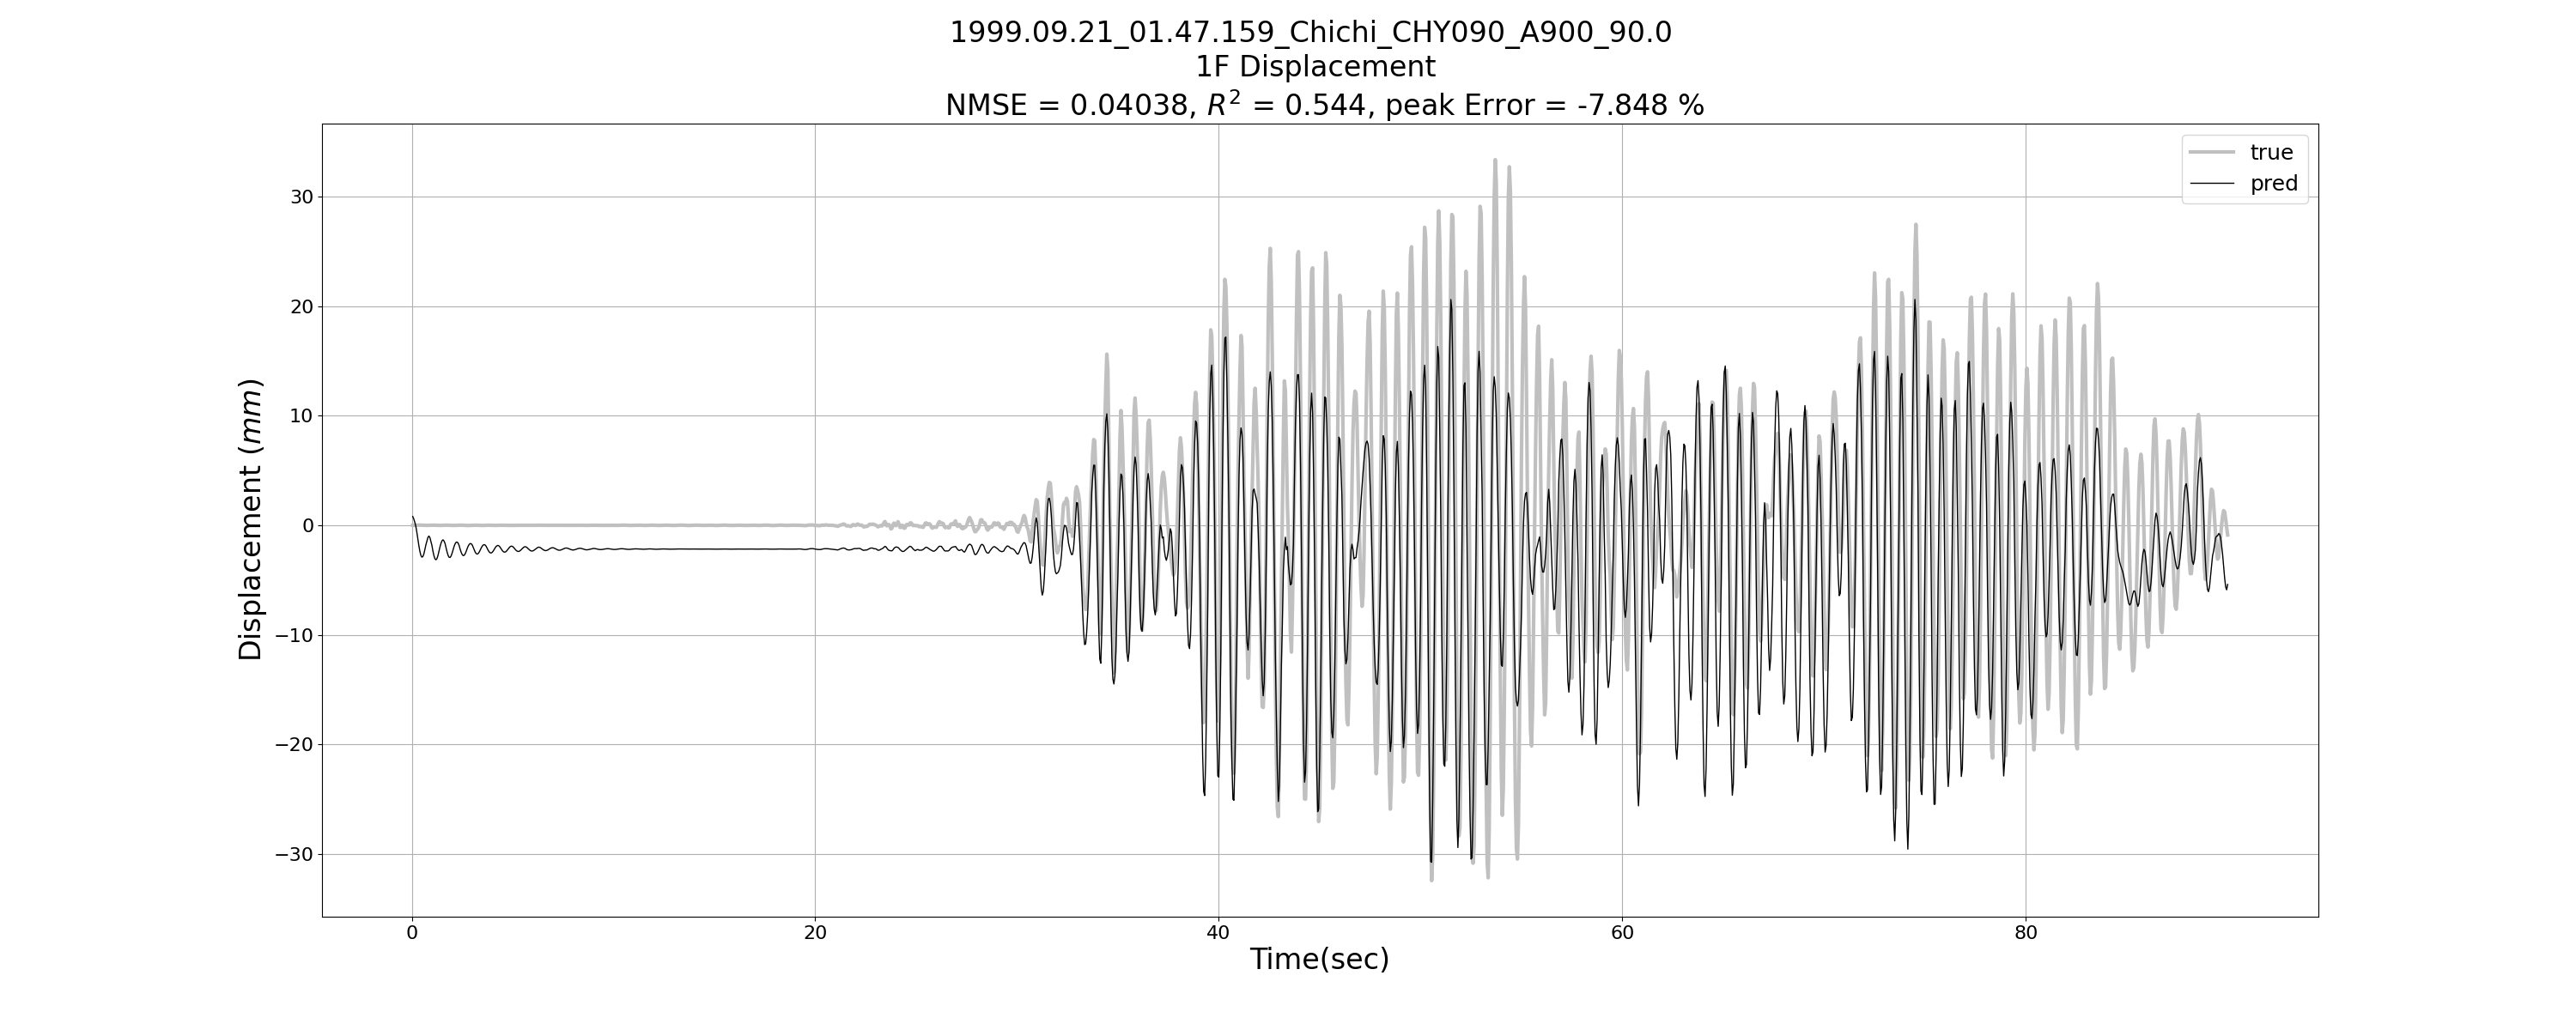 1999.09.21_01.47.159_Chichi_CHY090_A900_90.0
1F Displacement
NMSE = 0.04038, R² = 0.544, peak Error = -7.848 %
true
pred
30
20
10
0
−10
−20
−30
Displacement (mm)
0 20 40 60 80
Time(sec)